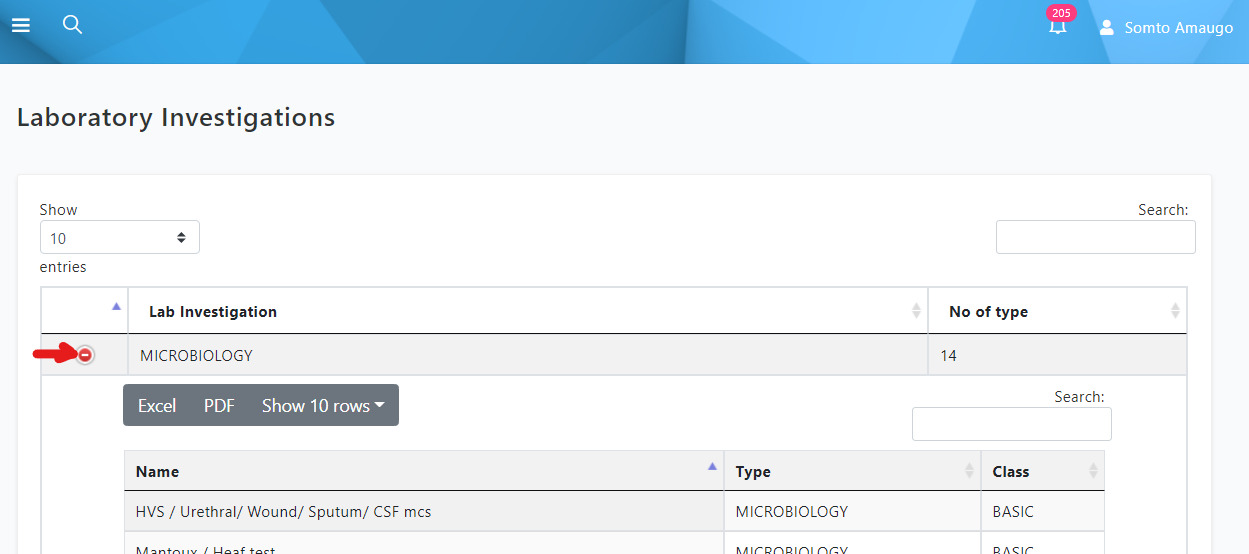 205
Somto Amaugo
Laboratory Investigations
Show
Search:
10
entries
Lab Investigation No of type
MICROBIOLOGY 14
Excel PDF Show 10 rows
Search:
Name Type Class
HVS / Urethral/ Wound/ Sputum/ CSF mcs MICROBIOLOGY BASIC
Mantoux / Heaf test MICROBIOLOGY BASIC